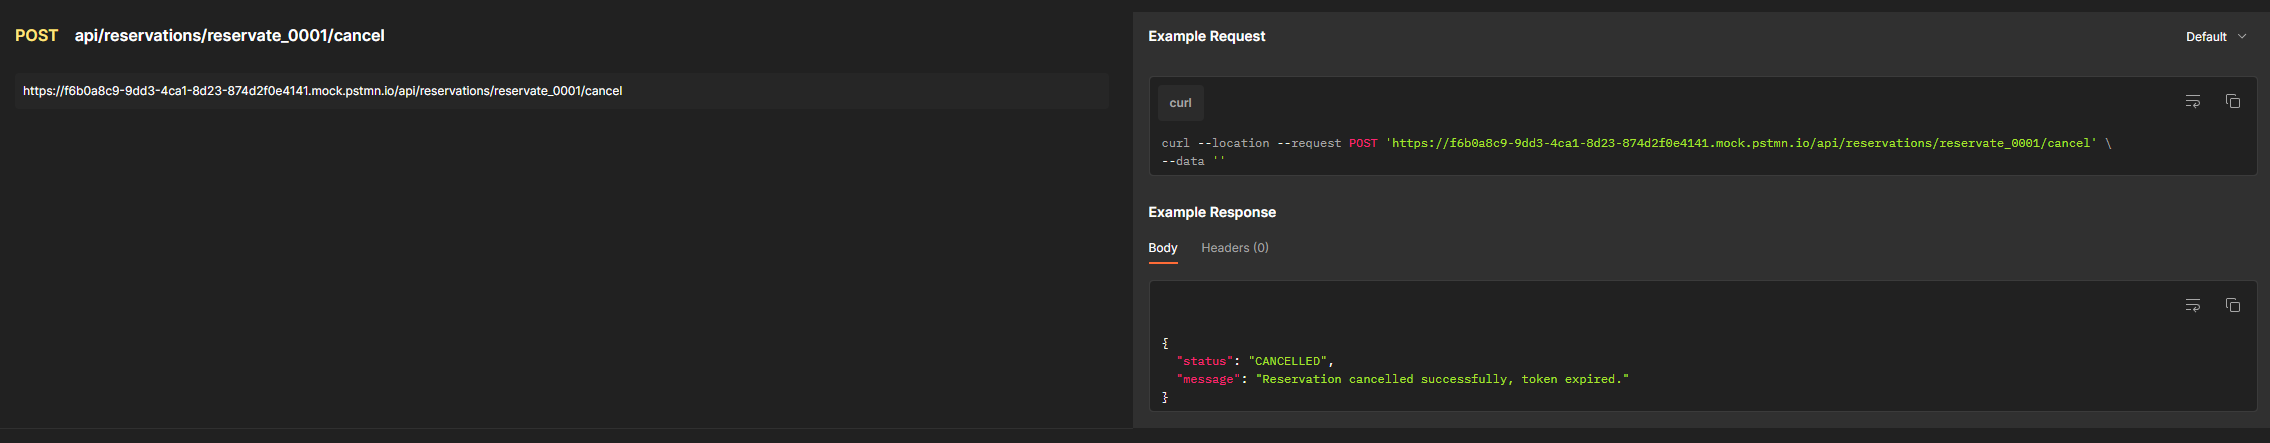 POST api/reservations/reservate_0001/cancel
https://f6b0a8c9-9dd3-4ca1-8d23-874d2f0e4141.mock.pstmn.io/api/reservations/reservate_0001/cancel
Example Request
Default
curl
curl --location --request POST 'https://f6b0a8c9-9dd3-4ca1-8d23-874d2f0e4141.mock.pstmn.io/api/reservations/reservate_0001/cancel' \
--data ''
Example Response
Body Headers (0)
{
  "status": "CANCELLED",
  "message": "Reservation cancelled successfully, token expired."
}